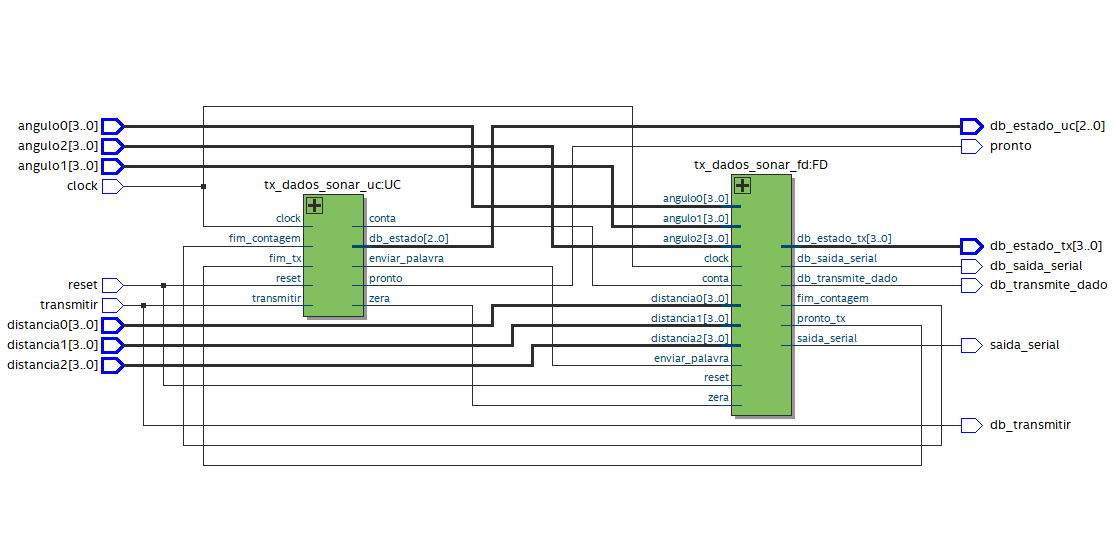 angulo0[3..0]
angulo2[3..0]
angulo1[3..0]
clock
reset
transmitir
distancia0[3..0]
distancia1[3..0]
distancia2[3..0]
tx_dados_sonar_uc:UC
clock
fim_contagem
fim_tx
reset
transmitir
conta
db_estado[2..0]
enviar_palavra
pronto
zera
tx_dados_sonar_fd:FD
angulo0[3..0]
angulo1[3..0]
angulo2[3..0]
clock
conta
distancia0[3..0]
distancia1[3..0]
distancia2[3..0]
enviar_palavra
reset
zera
db_estado_tx[3..0]
db_saida_serial
db_transmite_dado
fim_contagem
pronto_tx
saida_serial
db_estado_uc[2..0]
pronto
db_estado_tx[3..0]
db_saida_serial
db_transmite_dado
saida_serial
db_transmitir